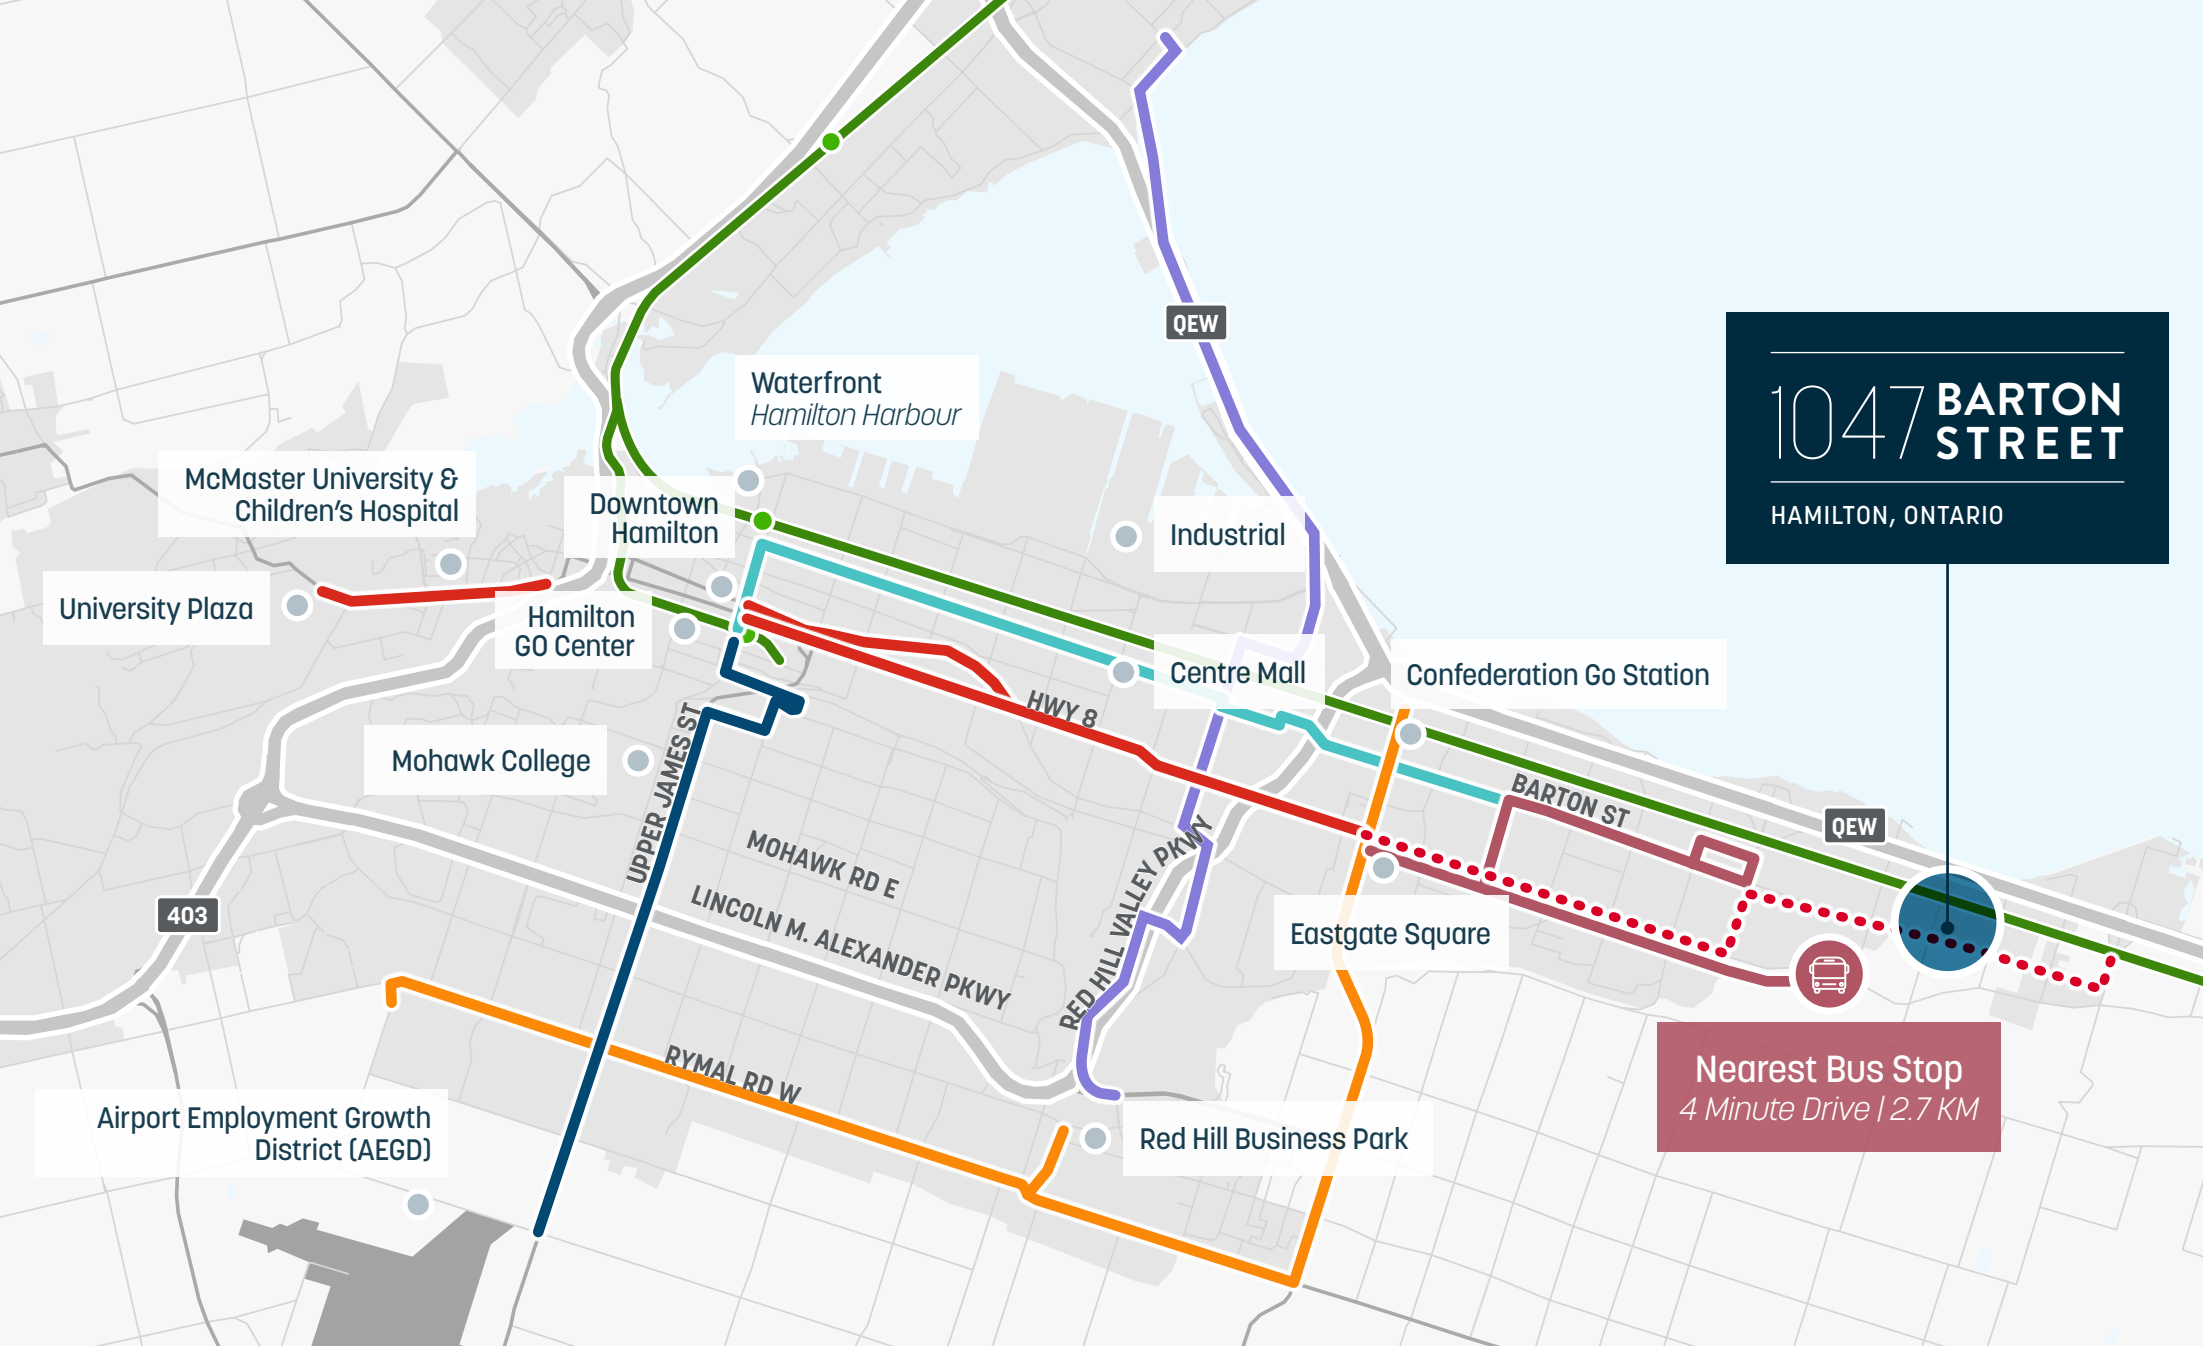 QEW
Waterfront
Hamilton Harbour
1047 BARTON
STREET
HAMILTON, ONTARIO
McMaster University &
Children's Hospital
Downtown
Hamilton
Industrial
University Plaza
Hamilton
GO Center
Centre Mall
Confederation Go Station
HWY 8
Mohawk College
UPPER JAMES ST
BARTON ST
QEW
MOHAWK RD E
LINCOLN M. ALEXANDER PKWY
RED HILL VALLEY PKWY
403
Eastgate Square
Nearest Bus Stop
4 Minute Drive | 2.7 KM
RYMAL RD W
Airport Employment Growth
District (AEGD)
Red Hill Business Park